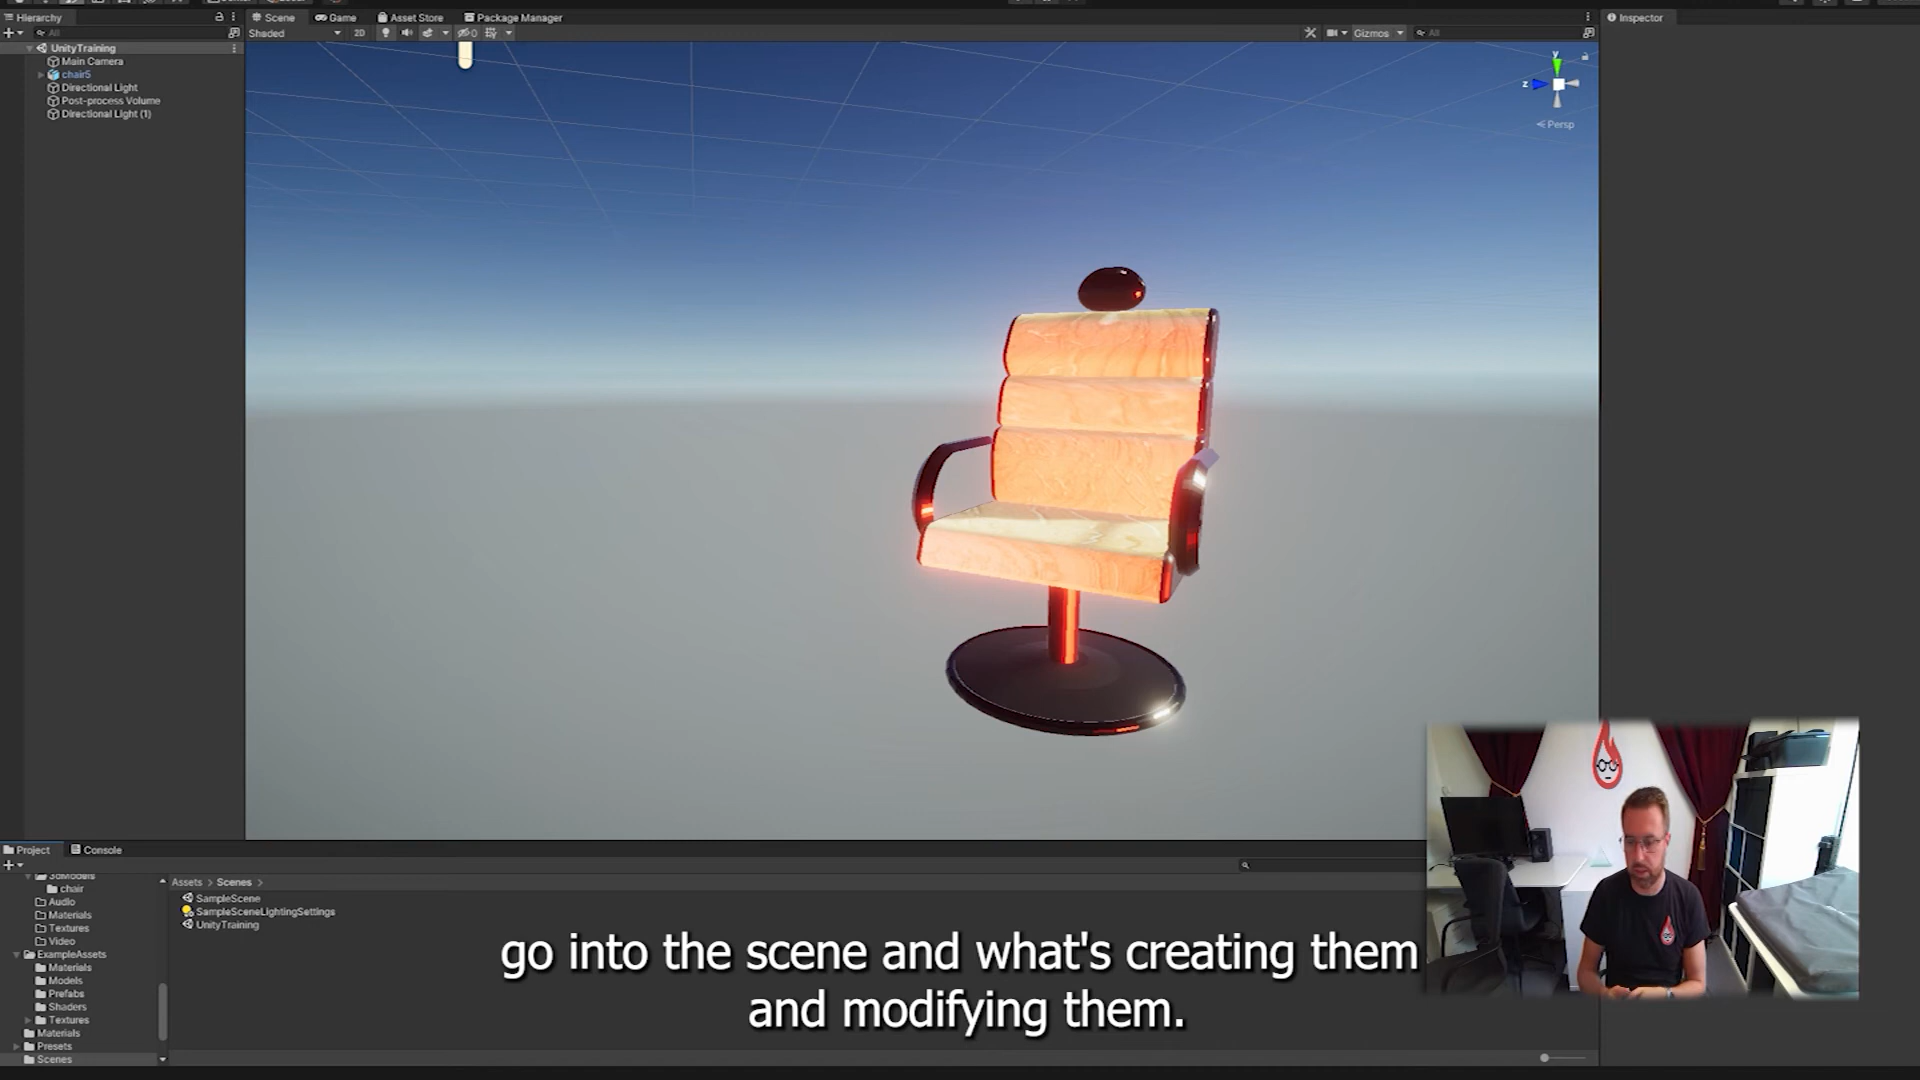 Hierarchy
Scene
Game
Asset Store
Package Manager
Inspector
All
Shaded
2D
0
Gizmos
All
UnityTraining
Main Camera
chair5
Directional Light
Post-process Volume
Directional Light (1)
y
z
Persp
Project
Console
3dModels
chair
Audio
Materials
Textures
Video
ExampleAssets
Materials
Models
Prefabs
Shaders
Textures
Materials
Presets
Scenes
Assets > Scenes >
SampleScene
SampleSceneLightingSettings
UnityTraining
go into the scene and what's creating them
and modifying them.